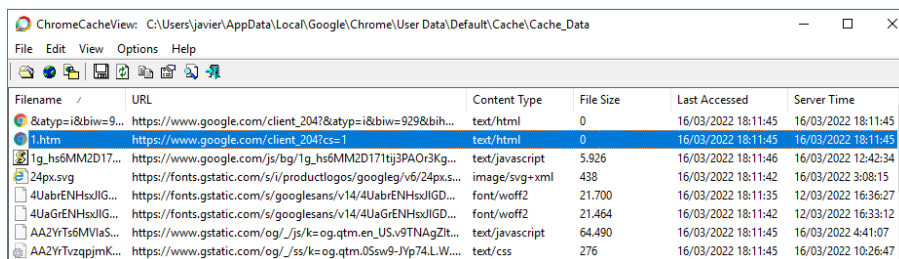 ChromeCacheView: C:\Users\javier\AppData\Local\Google\Chrome\User Data\Default\Cache\Cache_Data
File Edit View Options Help
Filename / URL Content Type File Size Last Accessed Server Time
&atyp=i&biw=9... https://www.google.com/client_204?&atyp=i&biw=929&bih... text/html 0 16/03/2022 18:11:45 16/03/2022 18:11:45
1.htm https://www.google.com/client_204?cs=1 text/html 0 16/03/2022 18:11:45 16/03/2022 18:11:45
1g_hs6MM2D17... https://www.google.com/js/bg/1g_hs6MM2D171tij3PAOr3Kg... text/javascript 5.926 16/03/2022 18:11:46 16/03/2022 12:42:34
24px.svg https://fonts.gstatic.com/s/i/productlogos/googleg/v6/24px.s... image/svg+xml 438 16/03/2022 18:11:42 16/03/2022 3:08:15
4UabrENHsxJIG... https://fonts.gstatic.com/s/googlesans/v14/4UabrENHsxJIGD... font/woff2 21.700 16/03/2022 18:11:35 12/03/2022 16:36:27
4UaGrENHsxJIG... https://fonts.gstatic.com/s/googlesans/v14/4UaGrENHsxJIGD... font/woff2 21.464 16/03/2022 18:11:42 12/03/2022 16:33:12
AA2YrTs6MVIaS... https://www.gstatic.com/og/_/js/k=og.qtm.en_US.v9TNAgZlt... text/javascript 64.490 16/03/2022 18:11:45 16/03/2022 4:41:07
AA2YrTvzqpjmK... https://www.gstatic.com/og/_/ss/k=og.qtm.0Ssw9-JYp74.L.W.... text/css 276 16/03/2022 18:11:45 16/03/2022 10:26:47